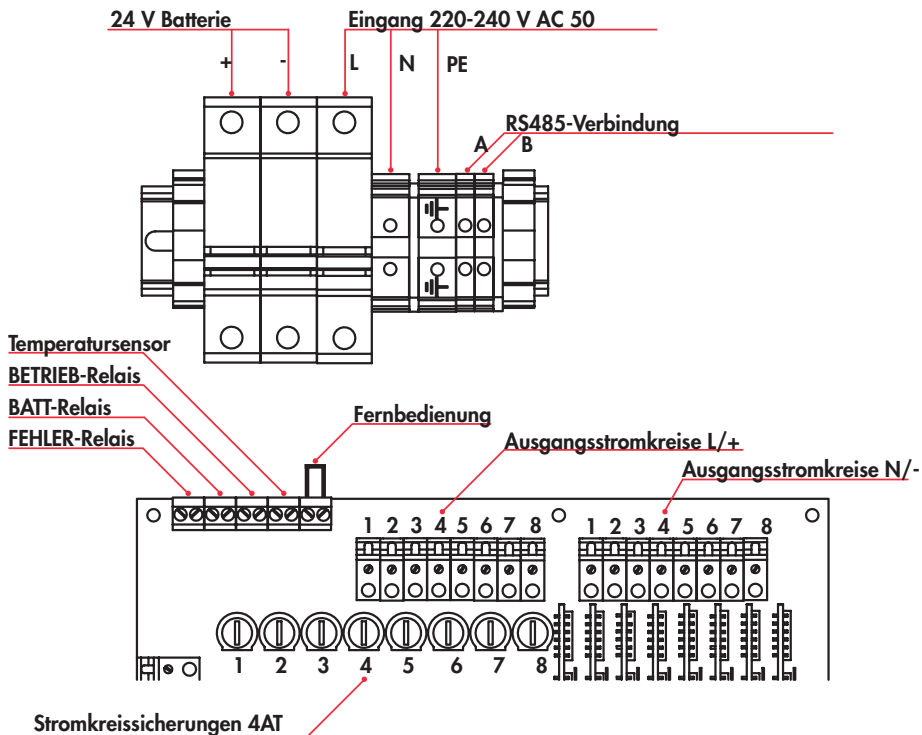 24 V Batterie
Eingang 220-240 V AC 50
+ - L N PE
RS485-Verbindung
A B
Temperatursensor
BETRIEB-Relais
BATT-Relais
FEHLER-Relais
Fernbedienung
Ausgangsstromkreise L/+
Ausgangsstromkreise N/-
1 2 3 4 5 6 7 8
1 2 3 4 5 6 7 8
1 2 3 4 5 6 7 8
Stromkreissicherungen 4AT